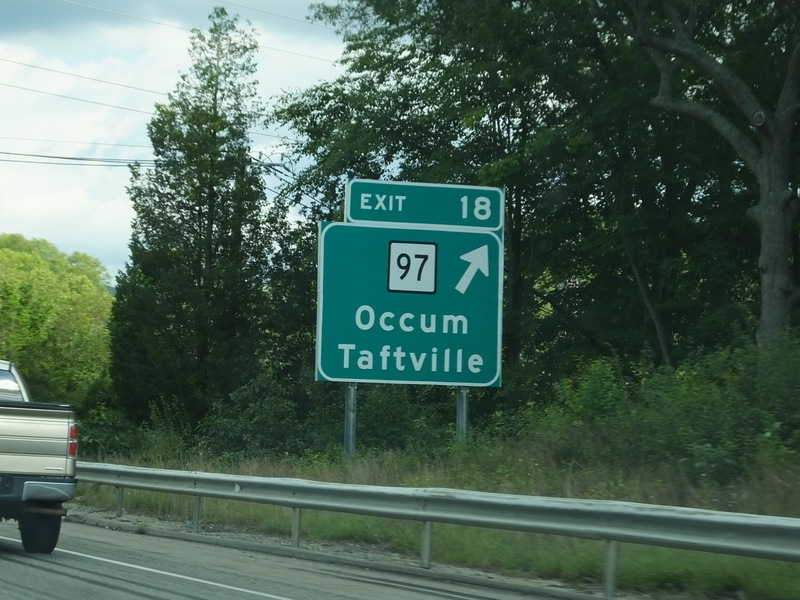 EXIT 18
97
Occum
Taftville